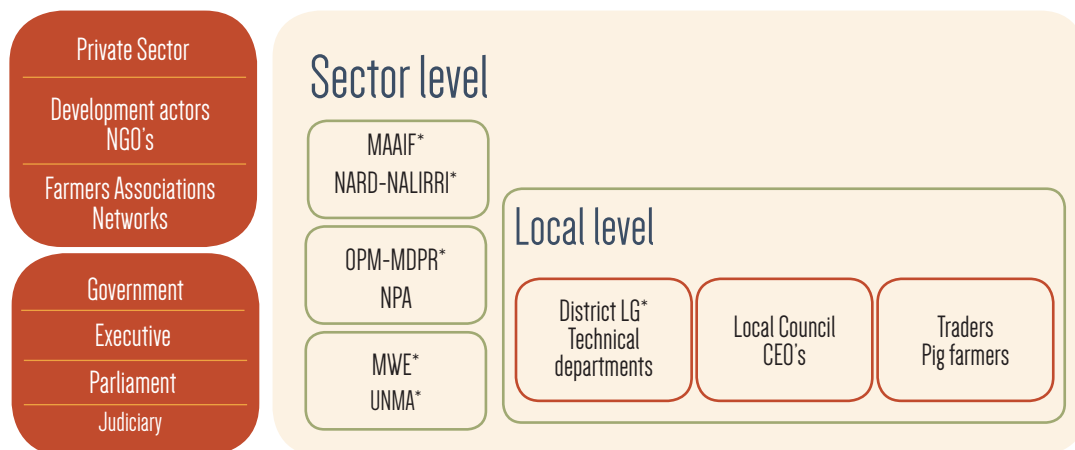 Private Sector
Development actors
NGO's
Farmers Associations
Networks
Government
Executive
Parliament
Judiciary
Sector level
MAAIF*
NARD-NALIRRI*
OPM-MDPR*
NPA
MWE*
UNMA*
Local level
District LG*
Technical
departments
Local Council
CEO's
Traders
Pig farmers